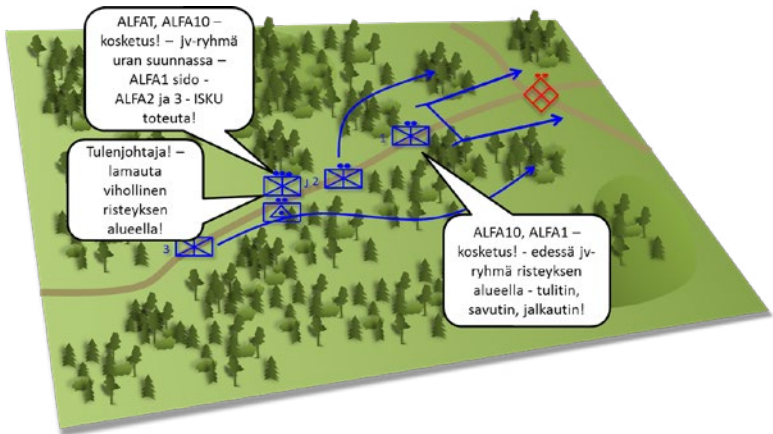 ALFAT, ALFA10 –
kosketus! – jv-ryhmä
uran suunnassa –
ALFA1 sido -
ALFA2 ja 3 - ISKU
toteuta!
Tulenjohtaja! –
lamauta
vihollinen
risteyksen
alueella!
1
J 2
3
ALFA10, ALFA1 –
kosketus! - edessä jv-
ryhmä risteyksen
alueella - tulitin,
savutin, jalkautin!